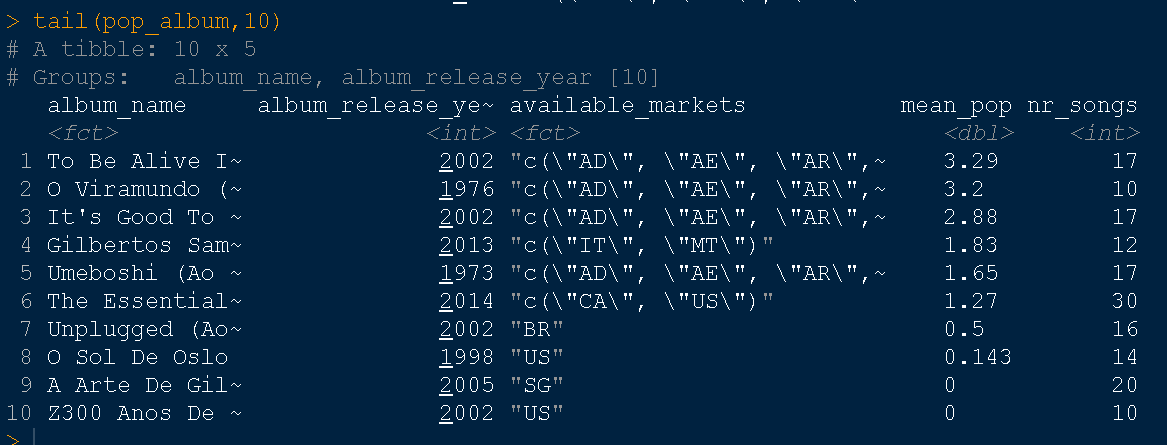 > tail(pop_album,10)
# A tibble: 10 x 5
# Groups:   album_name, album_release_year [10]
   album_name      album_release_ye~ available_markets            mean_pop nr_songs
   <fct>                       <int> <fct>                           <dbl>    <int>
 1 To Be Alive I~               2002 "c(\"AD\", \"AE\", \"AR\",~     3.29        17
 2 O Viramundo (~               1976 "c(\"AD\", \"AE\", \"AR\",~     3.2         10
 3 It's Good To ~               2002 "c(\"AD\", \"AE\", \"AR\",~     2.88        17
 4 Gilbertos Sam~               2013 "c(\"IT\", \"MT\")"             1.83        12
 5 Umeboshi (Ao ~               1973 "c(\"AD\", \"AE\", \"AR\",~     1.65        17
 6 The Essential~               2014 "c(\"CA\", \"US\")"             1.27        30
 7 Unplugged (Ao~               2002 "BR"                            0.5         16
 8 O Sol De Oslo                1998 "US"                            0.143       14
 9 A Arte De Gil~               2005 "SG"                            0           20
10 Z300 Anos De ~               2002 "US"                            0           10
>